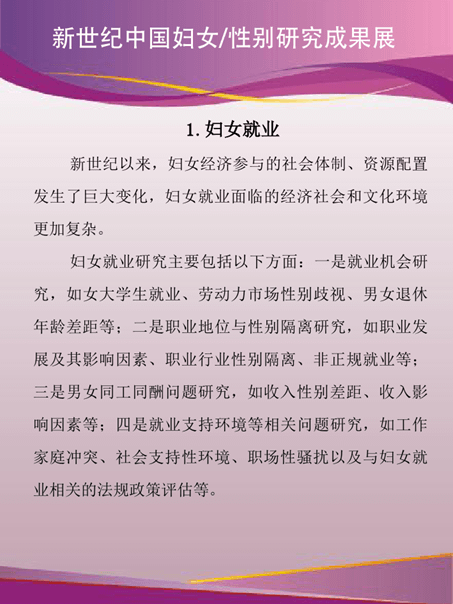 新世纪中国妇女/性别研究成果展
1.妇女就业
新世纪以来，妇女经济参与的社会体制、资源配置
发生了巨大变化，妇女就业面临的经济社会和文化环境
更加复杂。
妇女就业研究主要包括以下方面：一是就业机会研
究，如女大学生就业、劳动力市场性别歧视、男女退休
年龄差距等；二是职业地位与性别隔离研究，如职业发
展及其影响因素、职业行业性别隔离、非正规就业等；
三是男女同工同酬问题研究，如收入性别差距、收入影
响因素等；四是就业支持环境等相关问题研究，如工作
家庭冲突、社会支持性环境、职场性骚扰以及与妇女就
业相关的法规政策评估等。